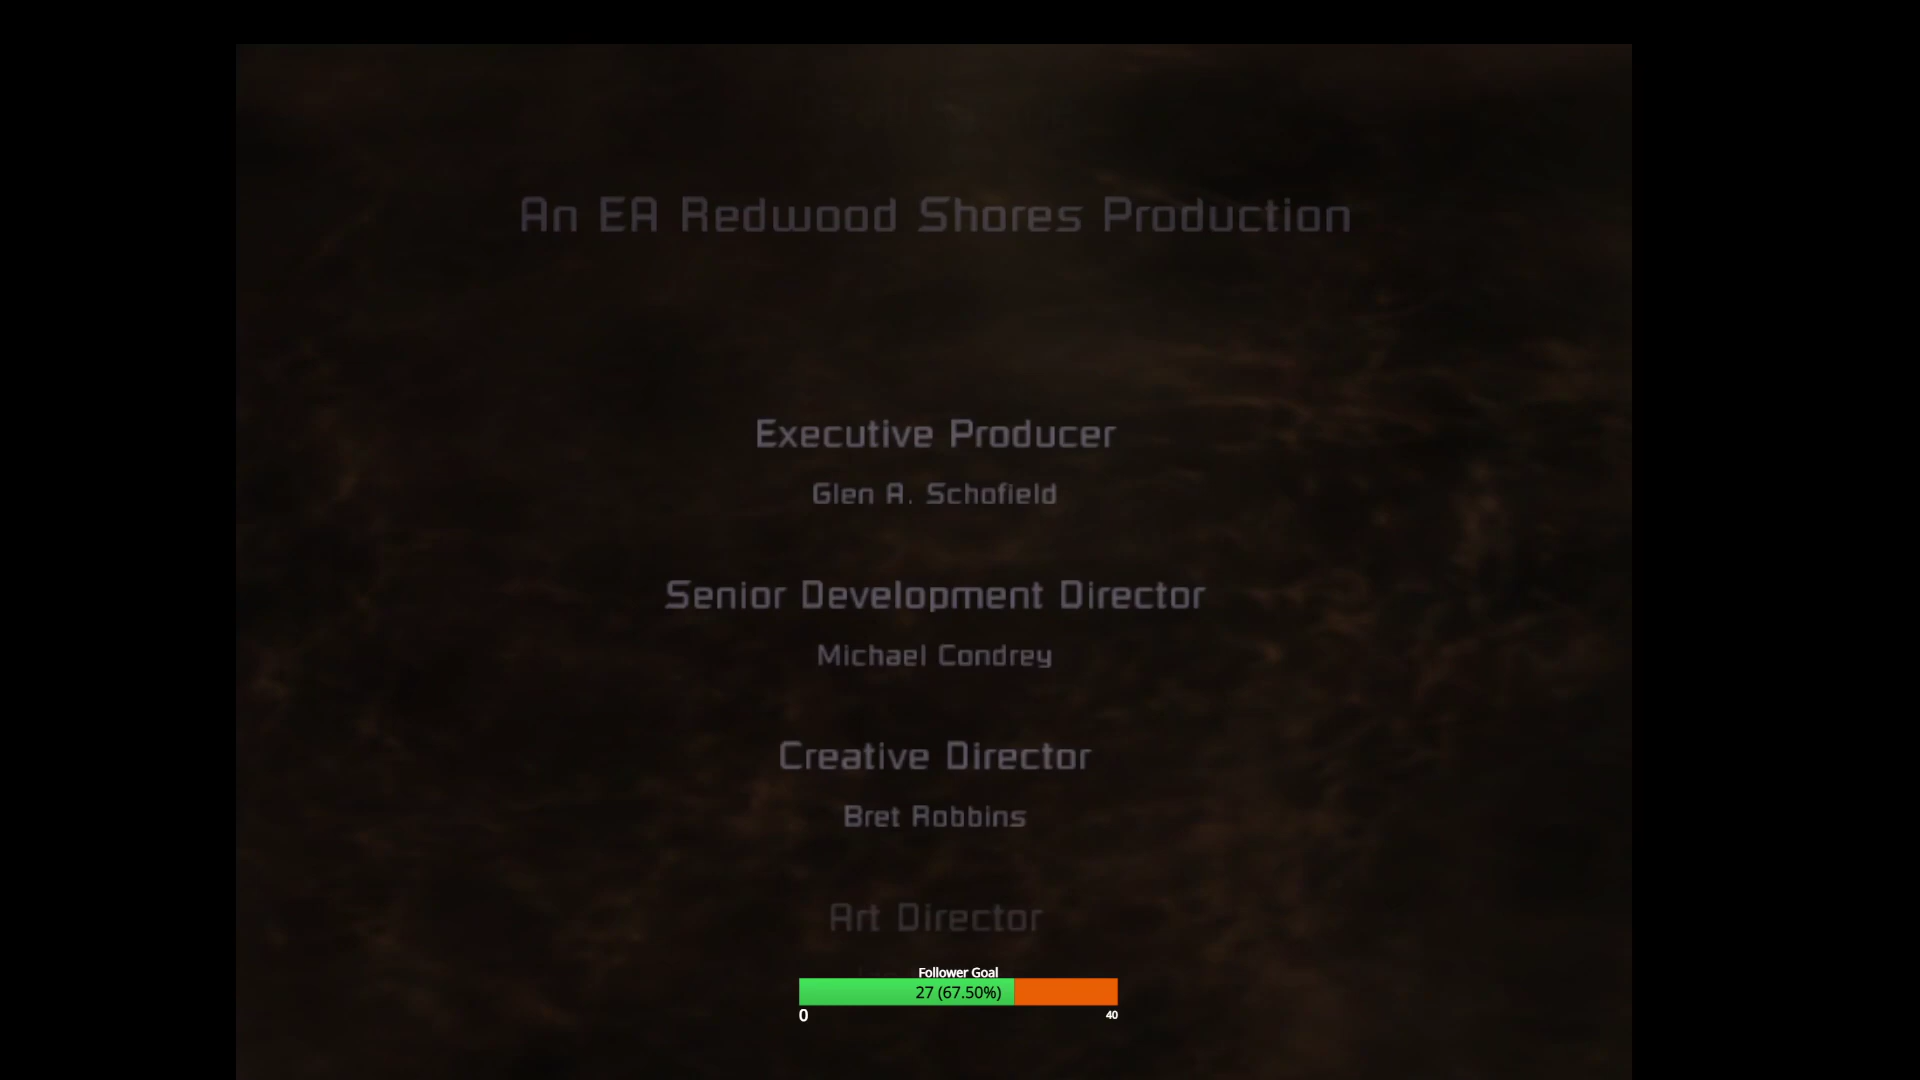 An EA Redwood Shores Production
Executive Producer
Glen A. Schofield
Senior Development Director
Michael Condrey
Creative Director
Bret Robbins
Art Director
Follower Goal
27 (67.50%)
0
40